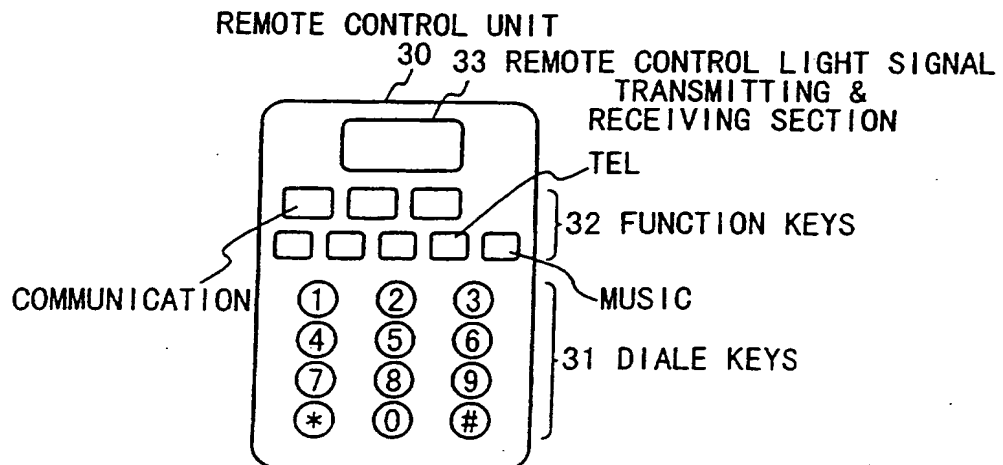 REMOTE CONTROL UNIT
30 33 REMOTE CONTROL LIGHT SIGNAL
TRANSMITTING &
RECEIVING SECTION
TEL
32 FUNCTION KEYS
COMMUNICATION
MUSIC
1 2 3
4 5 6
31 DIALE KEYS
7 8 9
* 0 #